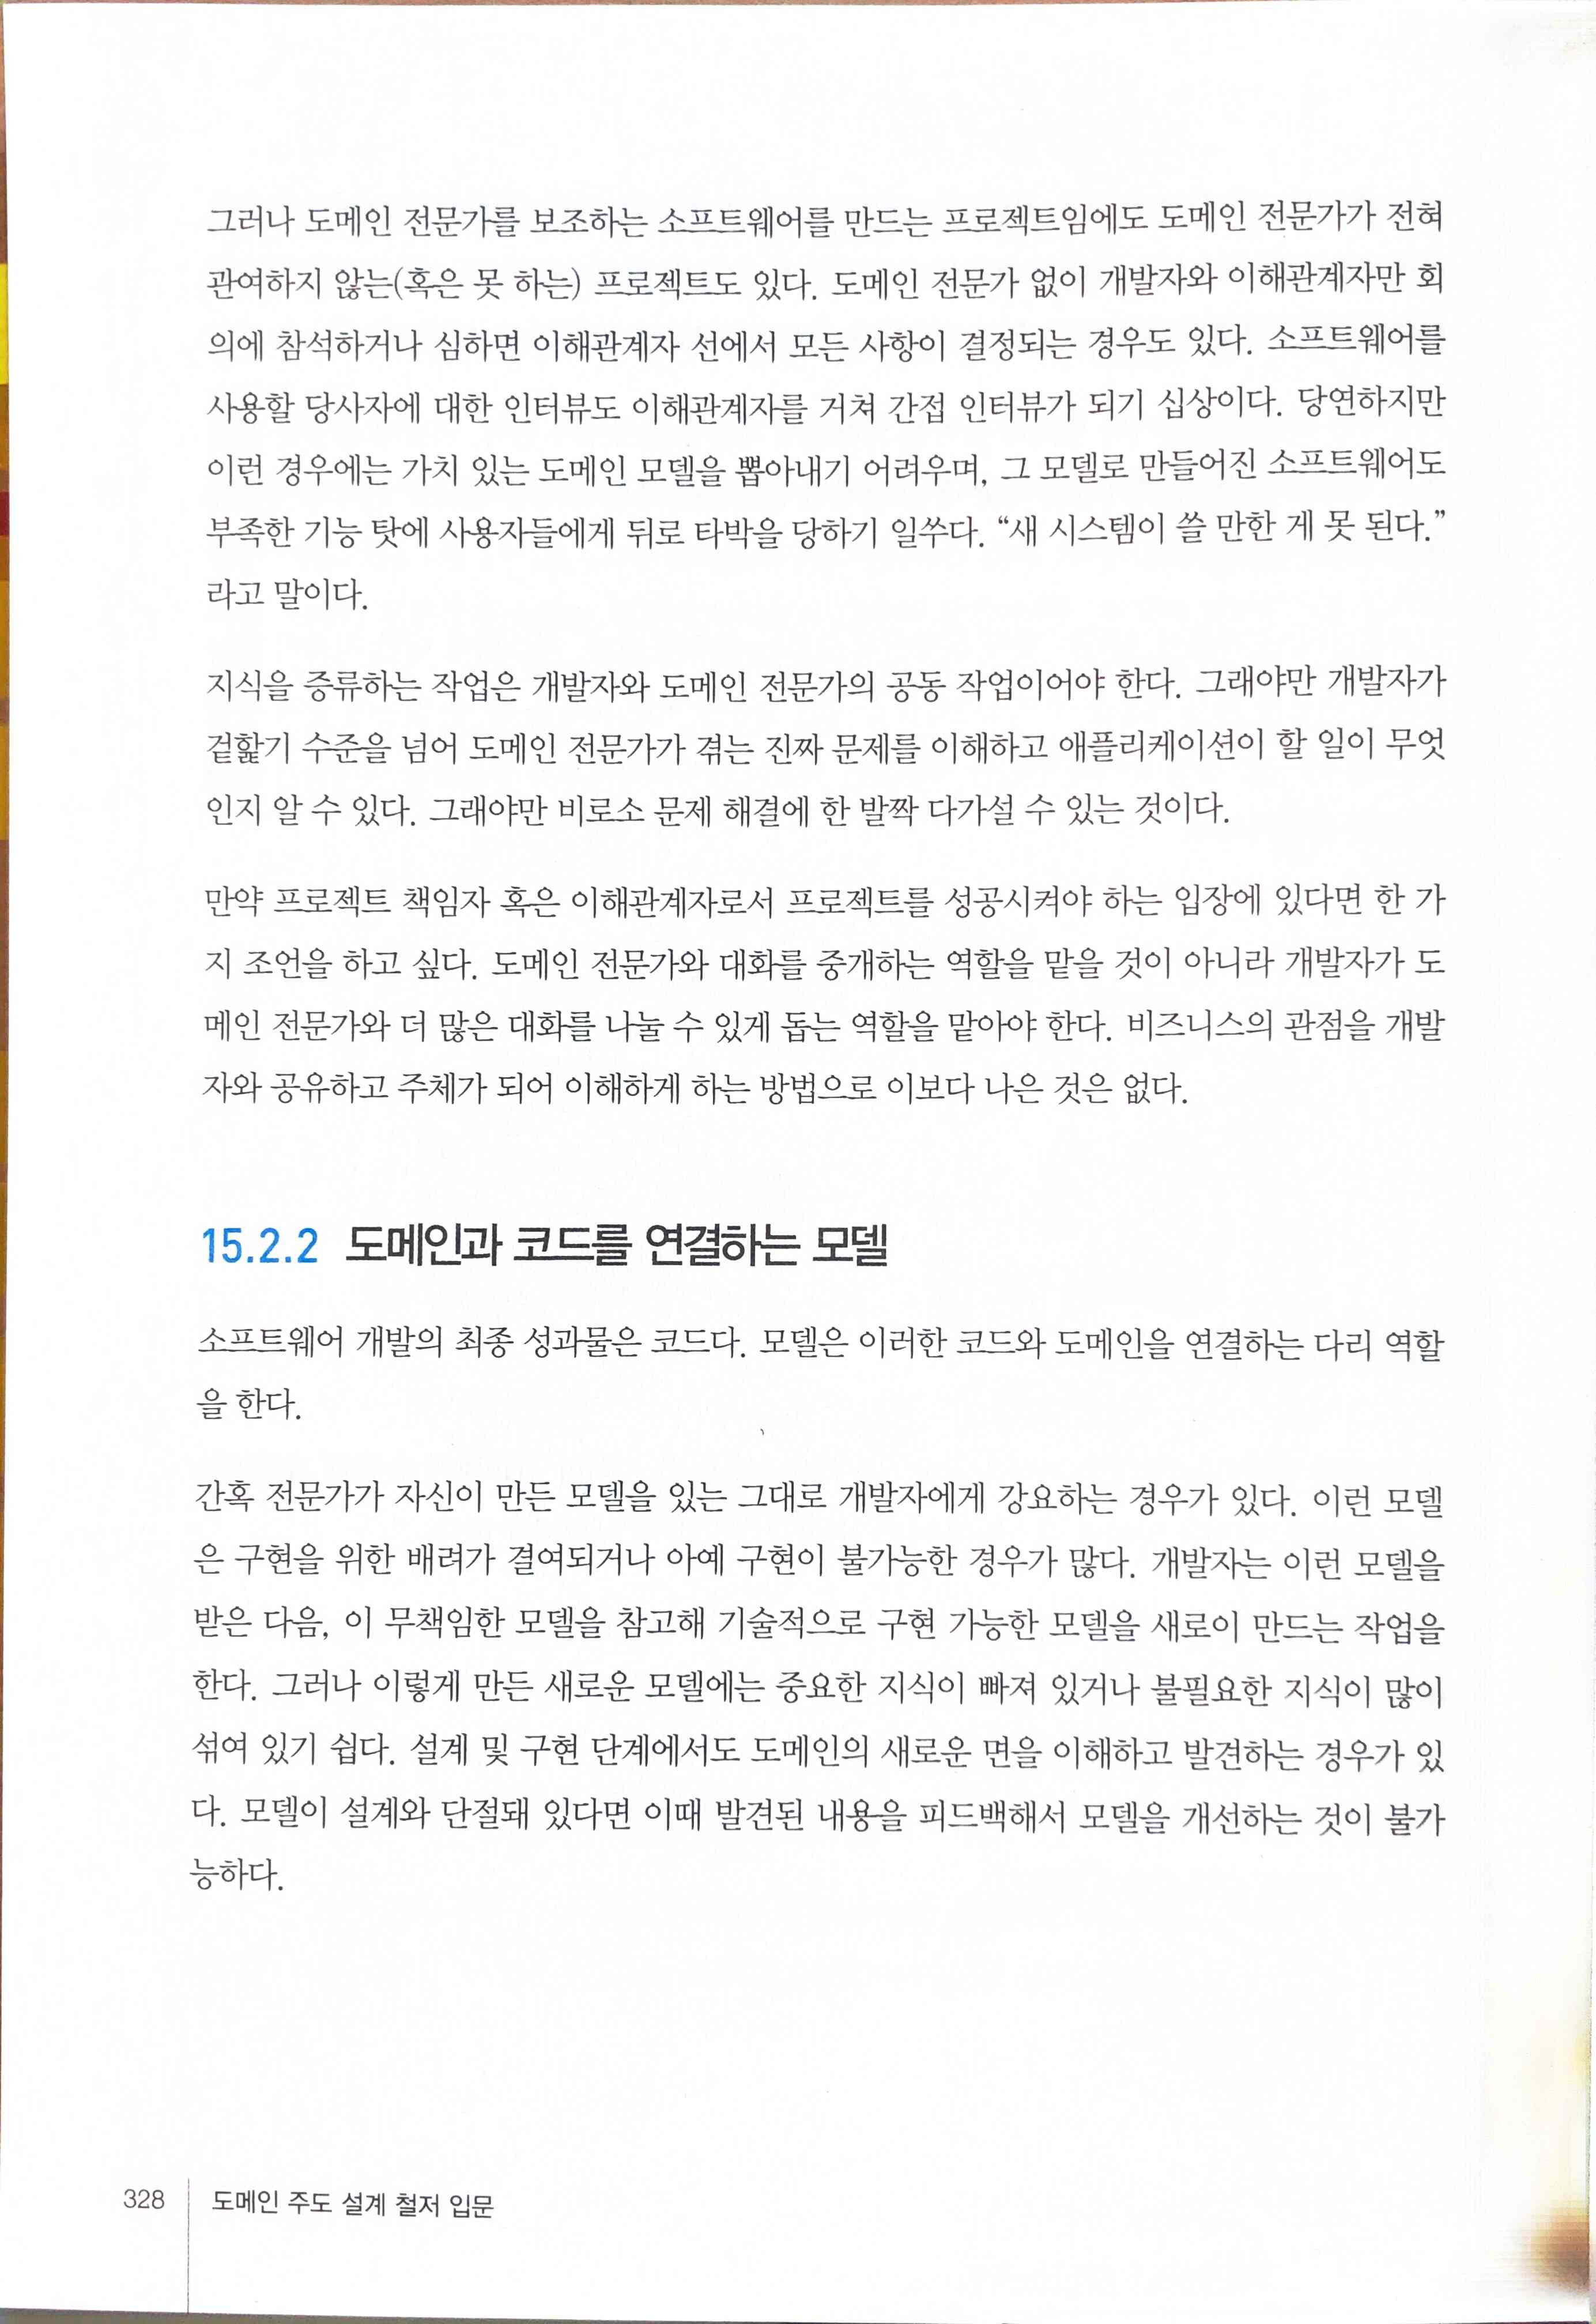 그러나 도메인 전문가를 보조하는 소프트웨어를 만드는 프로젝트임에도 도메인 전문가가 전혀
관여하지 않는(혹은 못 하는) 프로젝트도 있다. 도메인 전문가 없이 개발자와 이해관계자만 회
의에 참석하거나 심하면 이해관계자 선에서 모든 사항이 결정되는 경우도 있다. 소프트웨어를
사용할 당사자에 대한 인터뷰도 이해관계자를 거쳐 간접 인터뷰가 되기 십상이다. 당연하지만
이런 경우에는 가치 있는 도메인 모델을 뽑아내기 어려우며, 그 모델로 만들어진 소프트웨어도
부족한 기능 탓에 사용자들에게 뒤로 타박을 당하기 일쑤다. “새 시스템이 쓸 만한 게 못 된다.”
라고 말이다.
지식을 증류하는 작업은 개발자와 도메인 전문가의 공동 작업이어야 한다. 그래야만 개발자가
겉핥기 수준을 넘어 도메인 전문가가 겪는 진짜 문제를 이해하고 애플리케이션이 할 일이 무엇
인지 알 수 있다. 그래야만 비로소 문제 해결에 한 발짝 다가설 수 있는 것이다.
만약 프로젝트 책임자 혹은 이해관계자로서 프로젝트를 성공시켜야 하는 입장에 있다면 한 가
지 조언을 하고 싶다. 도메인 전문가와 대화를 중개하는 역할을 맡을 것이 아니라 개발자가 도
메인 전문가와 더 많은 대화를 나눌 수 있게 돕는 역할을 맡아야 한다. 비즈니스의 관점을 개발
자와 공유하고 주체가 되어 이해하게 하는 방법으로 이보다 나은 것은 없다.
15.2.2 도메인과 코드를 연결하는 모델
소프트웨어 개발의 최종 성과물은 코드다. 모델은 이러한 코드와 도메인을 연결하는 다리 역할
을 한다.
간혹 전문가가 자신이 만든 모델을 있는 그대로 개발자에게 강요하는 경우가 있다. 이런 모델
은 구현을 위한 배려가 결여되거나 아예 구현이 불가능한 경우가 많다. 개발자는 이런 모델을
받은 다음, 이 무책임한 모델을 참고해 기술적으로 구현 가능한 모델을 새로이 만드는 작업을
한다. 그러나 이렇게 만든 새로운 모델에는 중요한 지식이 빠져 있거나 불필요한 지식이 많이
섞여 있기 쉽다. 설계 및 구현 단계에서도 도메인의 새로운 면을 이해하고 발견하는 경우가 있
다. 모델이 설계와 단절돼 있다면 이때 발견된 내용을 피드백해서 모델을 개선하는 것이 불가
능하다.
328 도메인 주도 설계 철저 입문